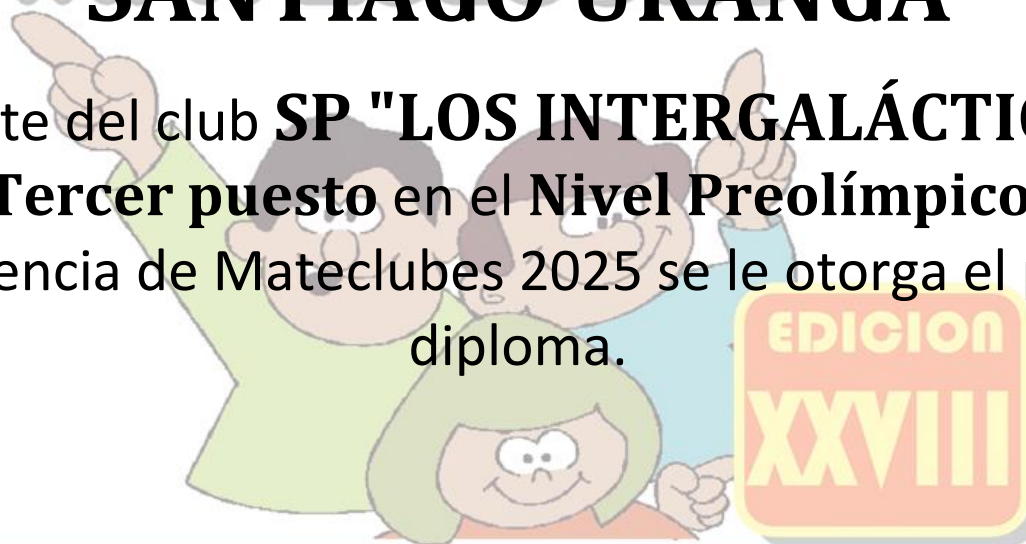 SANTIAGO URANGA
te del club SP "LOS INTERGALÁCTIC
Tercer puesto en el Nivel Preolímpico
encia de Mateclubes 2025 se le otorga el
diploma.
EDICION
XXVIII